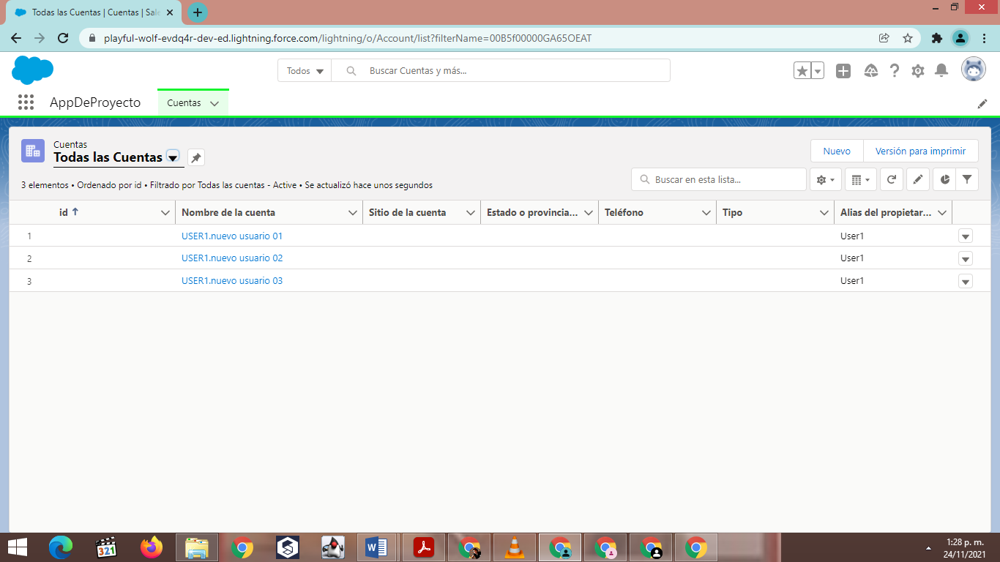 Todas las Cuentas | Cuentas | Sale
playful-wolf-evdq4r-dev-ed.lightning.force.com/lightning/o/Account/list?filterName=00B5f00000GA65OEAT
Todos
Buscar Cuentas y más...
AppDeProyecto
Cuentas
Cuentas
Todas las Cuentas
Nuevo
Versión para imprimir
3 elementos • Ordenado por id • Filtrado por Todas las cuentas - Active • Se actualizó hace unos segundos
Buscar en esta lista...
id Nombre de la cuenta Sitio de la cuenta Estado o provincia... Teléfono Tipo Alias del propietar...
1 USER1.nuevo usuario 01 User1
2 USER1.nuevo usuario 02 User1
3 USER1.nuevo usuario 03 User1
321
1:28 p. m.
24/11/2021